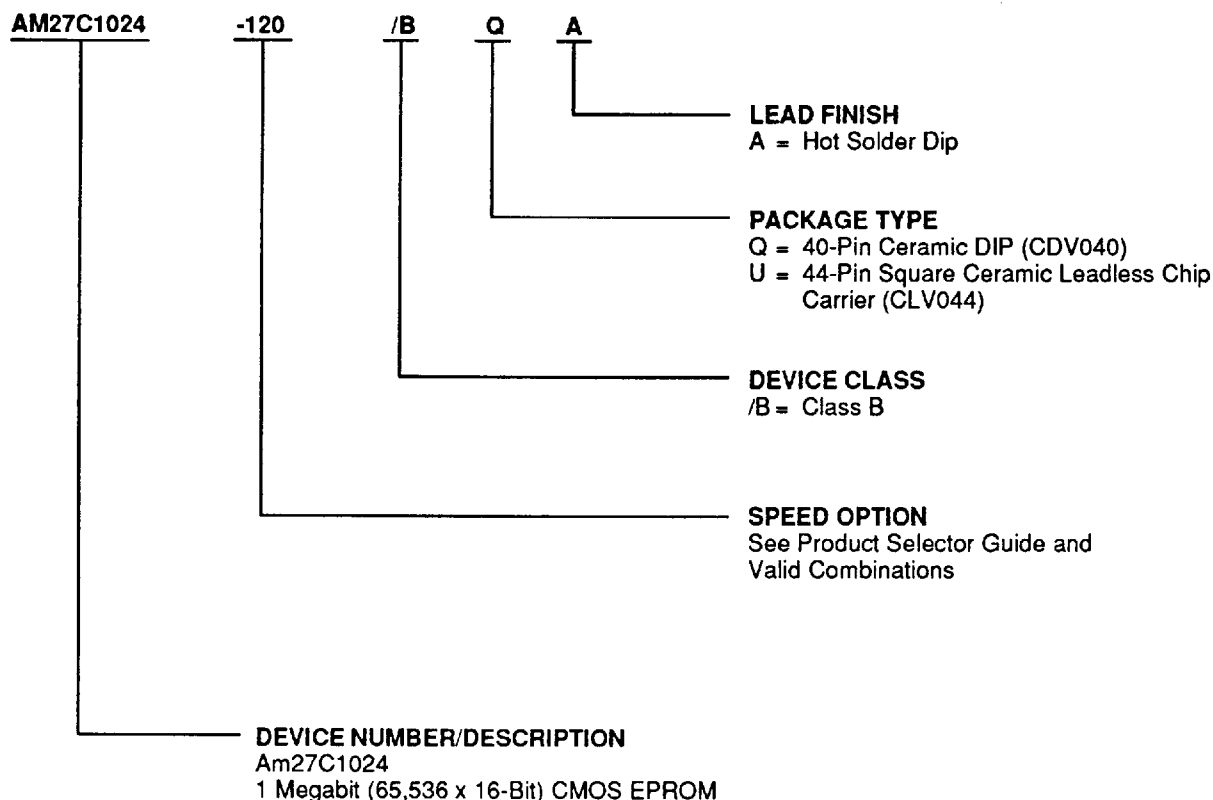 AM27C1024 -120 /B Q A
LEAD FINISH
A = Hot Solder Dip
PACKAGE TYPE
Q = 40-Pin Ceramic DIP (CDV040)
U = 44-Pin Square Ceramic Leadless Chip
Carrier (CLV044)
DEVICE CLASS
/B = Class B
SPEED OPTION
See Product Selector Guide and
Valid Combinations
DEVICE NUMBER/DESCRIPTION
Am27C1024
1 Megabit (65,536 x 16-Bit) CMOS EPROM